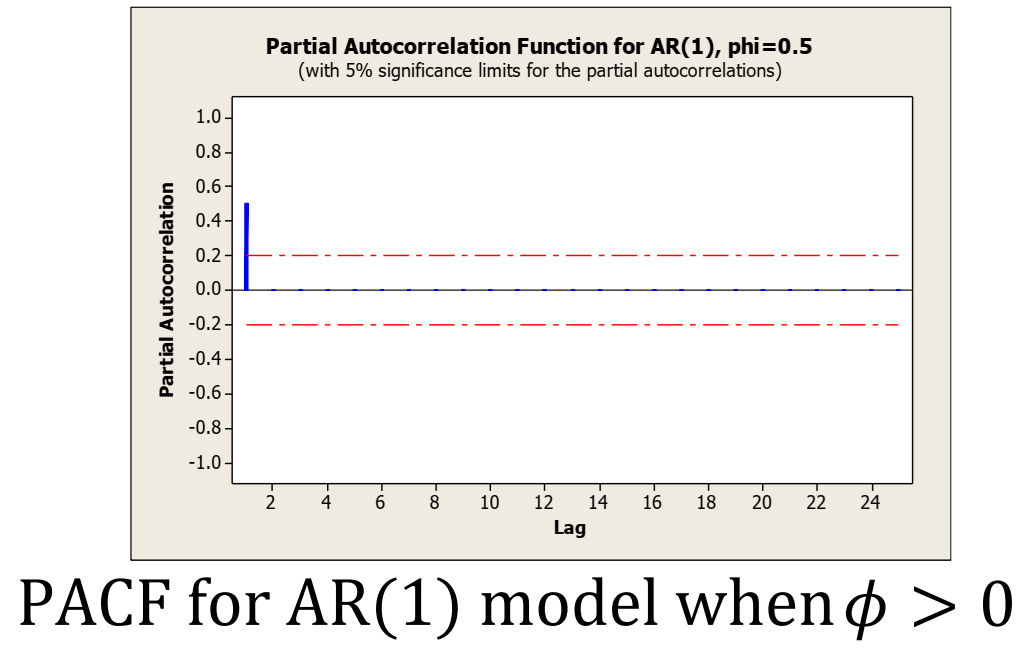 Partial Autocorrelation Function for AR(1), phi=0.5
(with 5% significance limits for the partial autocorrelations)
Partial Autocorrelation
1.0
0.8
0.6
0.4
0.2
0.0
-0.2
-0.4
-0.6
-0.8
-1.0
2 4 6 8 10 12 14 16 18 20 22 24
Lag
PACF for AR(1) model when ϕ > 0